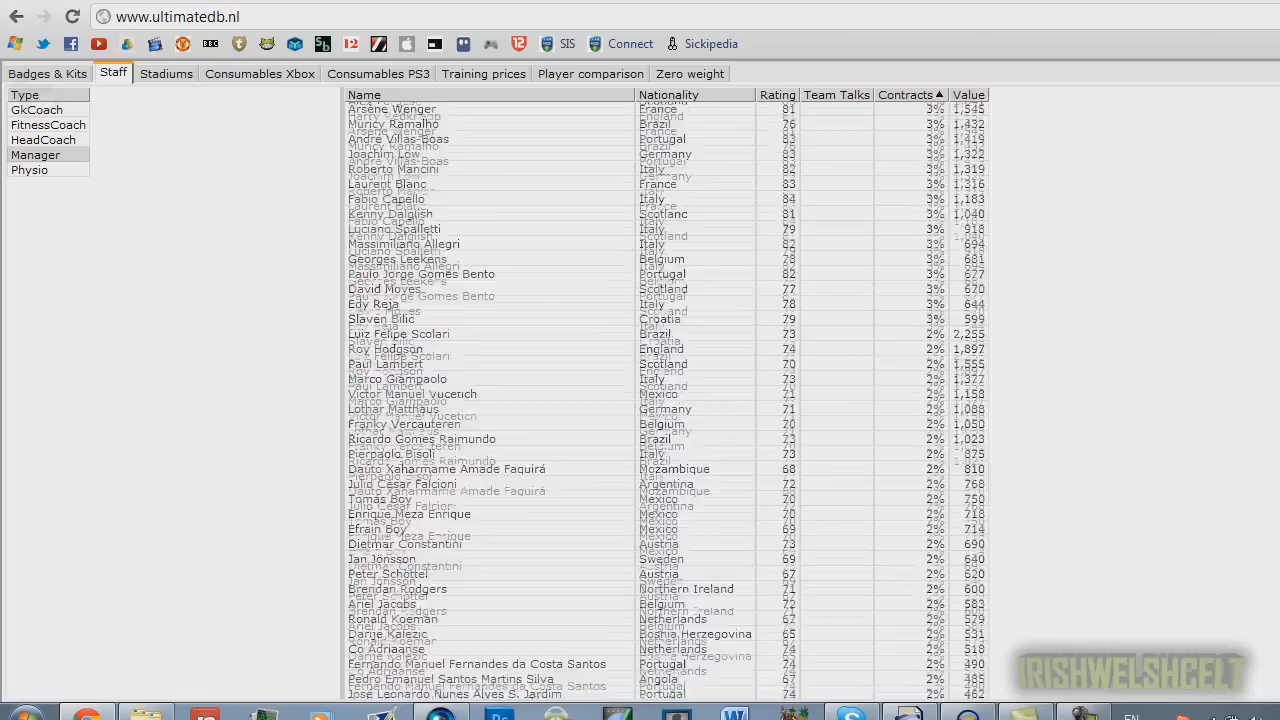 www.ultimatedb.nl
SIS Connect Sickipedia
Badges & Kits Staff Stadiums Consumables Xbox Consumables PS3 Training prices Player comparison Zero weight
Type Name Nationality Rating Team Talks Contracts Value
GkCoach
FitnessCoach
HeadCoach
Manager
Physio
Arsène Wenger France 81 3% 1,545
Muricy Ramalho Brazil 76 3% 1,432
André Villas-Boas Portugal 83 3% 1,419
Joachim Löw Germany 83 3% 1,322
Roberto Mancini Italy 82 3% 1,319
Laurent Blanc France 83 3% 1,316
Fabio Capello Italy 84 3% 1,183
Kenny Dalglish Scotland 81 3% 1,040
Luciano Spalletti Italy 79 3% 918
Massimiliano Allegri Italy 82 3% 694
Georges Leekens Belgium 78 3% 681
Paulo Jorge Gomes Bento Portugal 82 3% 677
David Moyes Scotland 77 3% 670
Edy Reja Italy 78 3% 644
Slaven Bilic Croatia 79 3% 599
Luiz Felipe Scolari Brazil 73 2% 2,255
Roy Hodgson England 74 2% 1,897
Paul Lambert Scotland 70 2% 1,555
Marco Giampaolo Italy 73 2% 1,377
Víctor Manuel Vucetich Mexico 71 2% 1,158
Lothar Matthäus Germany 71 2% 1,088
Franky Vercauteren Belgium 72 2% 1,050
Ricardo Gomes Raimundo Brazil 73 2% 1,023
Pierpaolo Bisoli Italy 73 2% 875
Dauto Xaharmame Amade Faquirá Mozambique 68 2% 810
Julio César Falcioni Argentina 72 2% 768
Tomas Boy Mexico 70 2% 750
Enrique Meza Enrique Mexico 70 2% 718
Efrain Boy Mexico 69 2% 714
Dietmar Constantini Austria 73 2% 690
Jan Jönsson Sweden 69 2% 640
Peter Schöttel Austria 67 2% 620
Brendan Rodgers Northern Ireland 71 2% 600
Ariel Jacobs Belgium 72 2% 583
Ronald Koeman Netherlands 67 2% 579
Darije Kalezic Bosnia Herzegovina 65 2% 531
Co Adriaanse Netherlands 74 2% 518
Fernando Manuel Fernandes da Costa Santos Portugal 74 2% 490
Pedro Emanuel Santos Martins Silva Angola 67 2% 485
José Leonardo Nunes Alves S. Jardim Portugal 74 2% 462
IRISHWELSHCELT